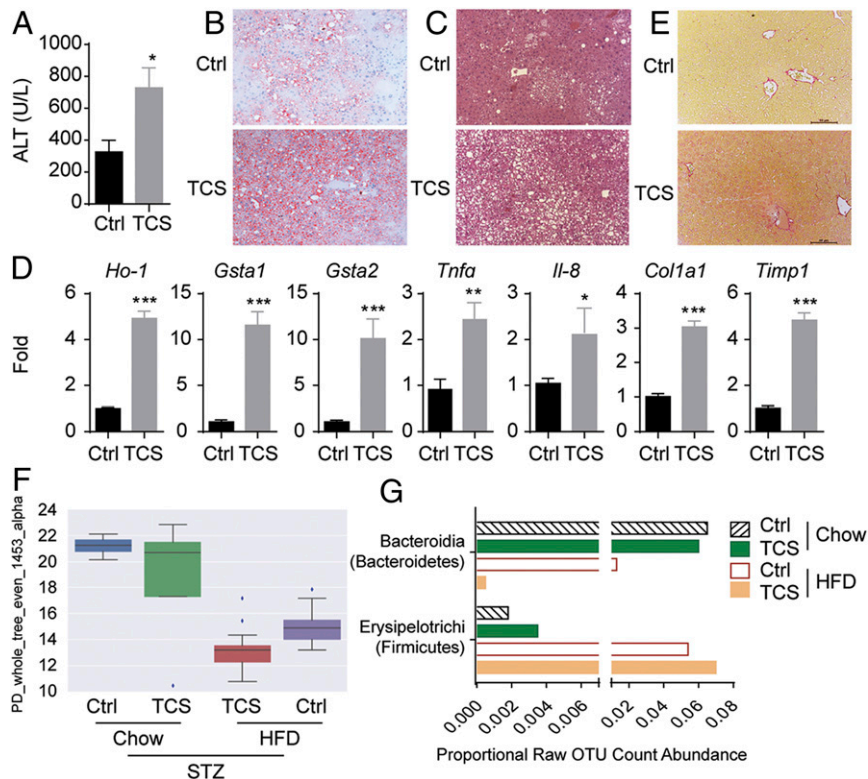 A
ALT (U/L)
1000
800
600
400
200
0
*
Ctrl TCS
B
Ctrl
TCS
C
Ctrl
TCS
E
Ctrl
TCS
D
Fold
Ho-1
6
4
2
0
***
Ctrl TCS
Gsta1
15
10
5
0
***
Ctrl TCS
Gsta2
15
10
5
0
***
Ctrl TCS
Tnfα
3
2
1
0
**
Ctrl TCS
Il-8
3
2
1
0
*
Ctrl TCS
Col1a1
4
3
2
1
0
***
Ctrl TCS
Timp1
6
4
2
0
***
Ctrl TCS
F
PD_whole_tree_even_1453_alpha
24
22
20
18
16
14
12
10
Ctrl TCS TCS Ctrl
Chow HFD
STZ
G
Bacteroidia
(Bacteroidetes)
Erysipelotrichi
(Firmicutes)
Ctrl
TCS
Chow
Ctrl
TCS
HFD
0.000
0.002
0.004
0.006
0.02
0.04
0.06
0.08
Proportional Raw OTU Count Abundance